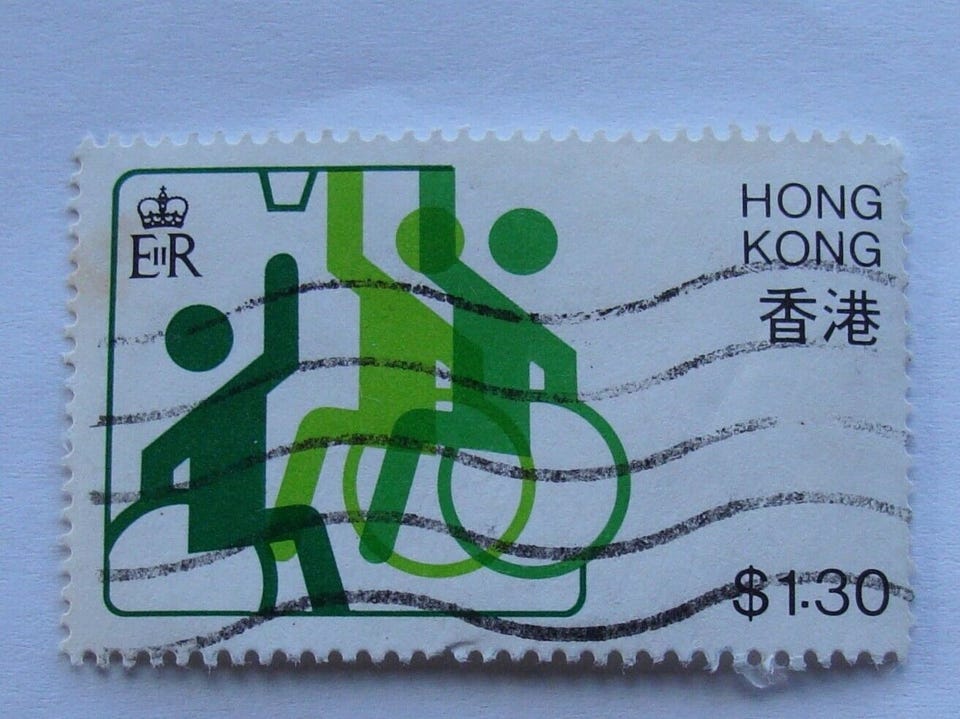 EIIR
HONG
KONG
香港
$1.30